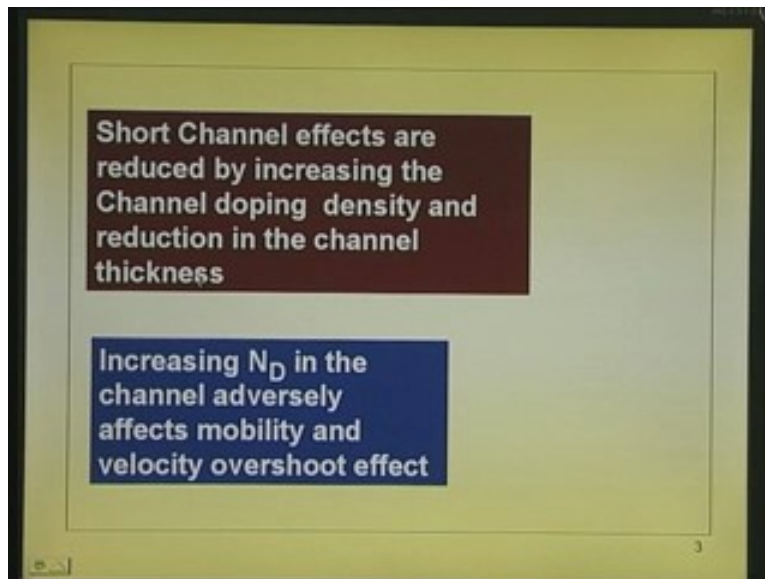 Short Channel effects are
reduced by increasing the
Channel doping density and
reduction in the channel
thickness
Increasing N_D in the
channel adversely
affects mobility and
velocity overshoot effect
3